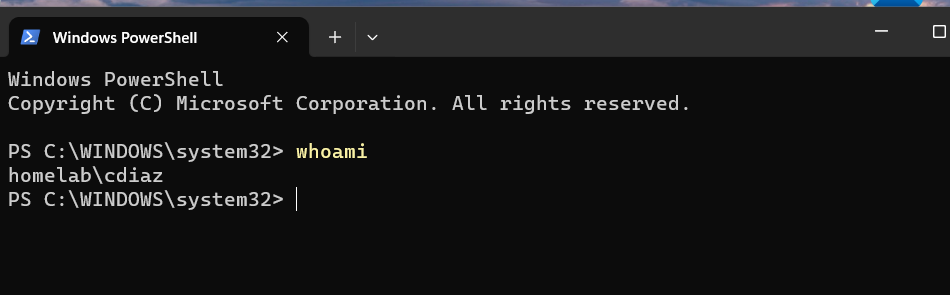 Windows PowerShell
Windows PowerShell
Copyright (C) Microsoft Corporation. All rights reserved.
PS C:\WINDOWS\system32> whoami
homelab\cdiaz
PS C:\WINDOWS\system32>